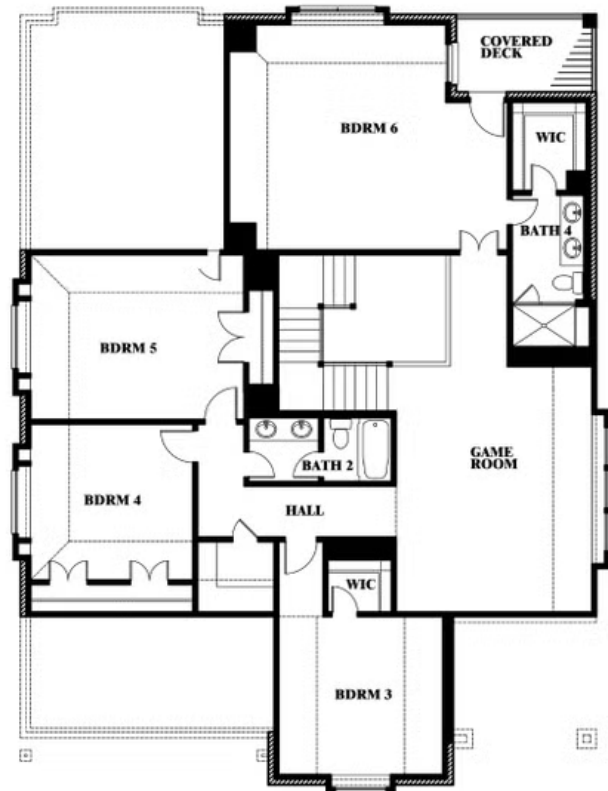 COVERED
DECK
BDRM 6
WIC
BATH 4
BDRM 5
GAME
ROOM
BATH 2
BDRM 4
HALL
WIC
BDRM 3